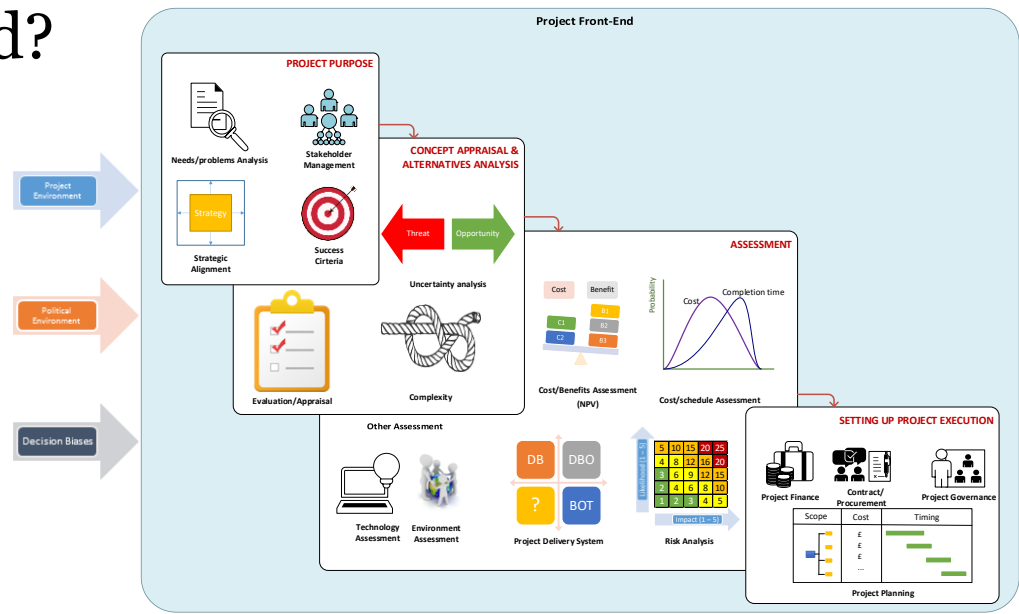 d?
Project Front-End
Project
Environment
Political
Environment
Decision Biases
PROJECT PURPOSE
Needs/problems Analysis
Stakeholder
Management
Strategy
Strategic
Alignment
Success
Cirteria
CONCEPT APPRAISAL &
ALTERNATIVES ANALYSIS
Threat
Opportunity
Uncertainty analysis
Evaluation/Appraisal
Complexity
ASSESSMENT
Cost
Benefit
B1
C1
B2
C2
B3
Cost/Benefits Assessment
(NPV)
Probability
Cost
Completion time
Cost/schedule Assessment
Other Assessment
Technology
Assessment
Environment
Assessment
DB
DBO
?
BOT
Project Delivery System
Likelihood (1 – 5)
5 10 15 20 25
4 8 12 16 20
3 6 9 12 15
2 4 6 8 10
1 2 3 4 5
Impact (1 – 5)
Risk Analysis
SETTING UP PROJECT EXECUTION
Project Finance
Contract/
Procurement
Project Governance
Scope
Cost
Timing
£
£
£
...
Project Planning